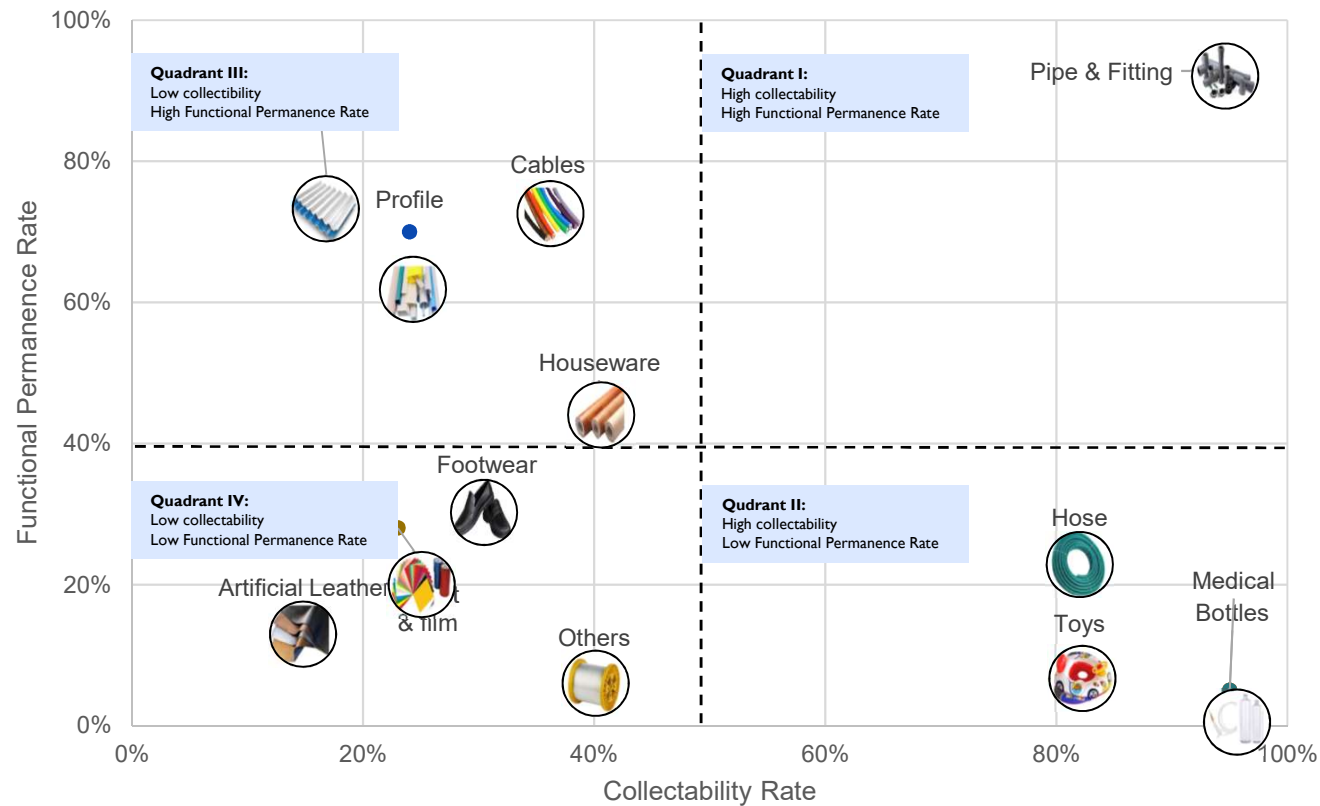 100%
80%
60%
40%
20%
0%
Functional Permanence Rate
Quadrant III:
Low collectibility
High Functional Permanence Rate
Quadrant I:
High collectability
High Functional Permanence Rate
Pipe & Fitting
Cables
Profile
Houseware
Footwear
Quadrant IV:
Low collectability
Low Functional Permanence Rate
Qudrant II:
High collectability
Low Functional Permanence Rate
Hose
Artificial Leather
& film
Medical
Bottles
Others
Toys
0%
20%
40%
60%
80%
100%
Collectability Rate